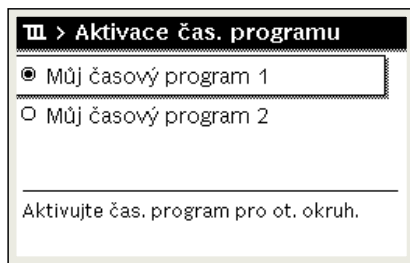 > Aktivace čas. programu
Můj časový program 1
Můj časový program 2
Aktivujte čas. program pro ot. okruh.